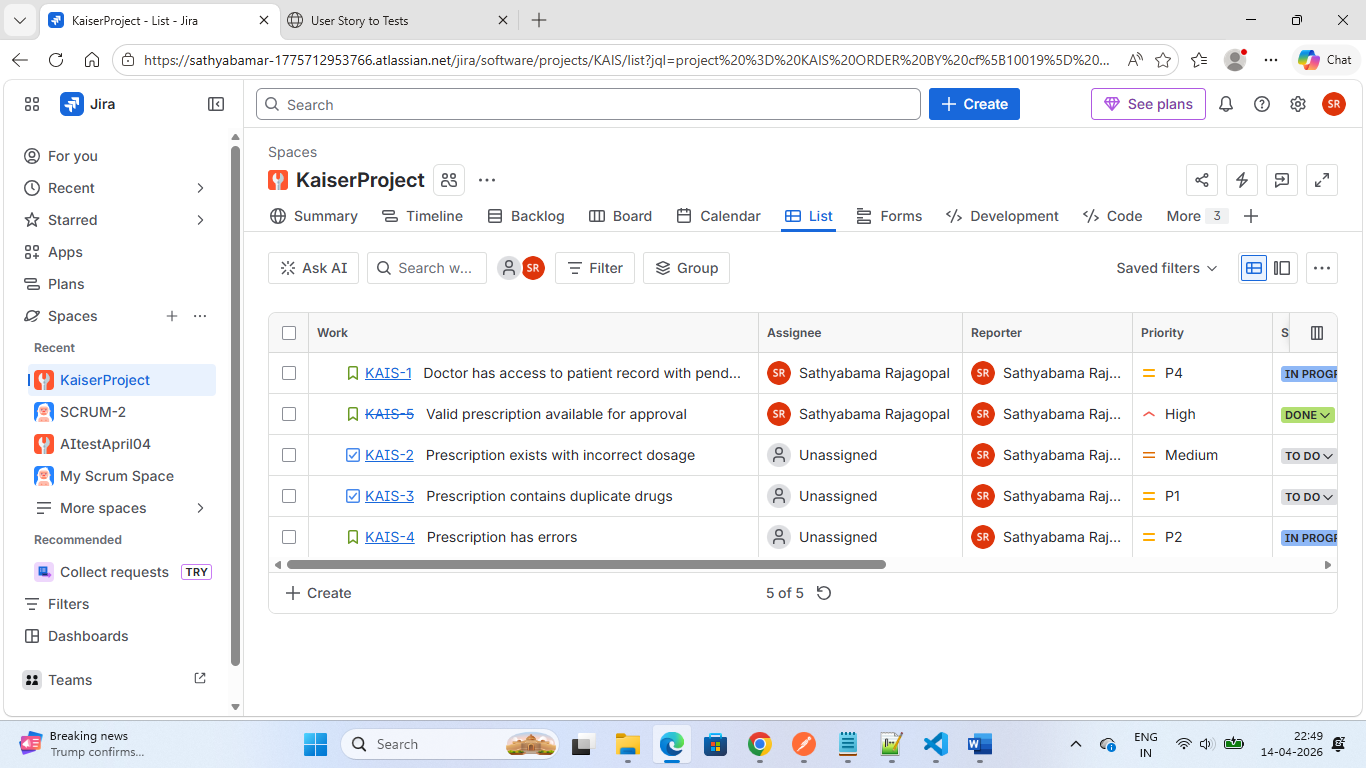 KaiserProject - List - Jira
User Story to Tests
https://sathyabamar-1775712953766.atlassian.net/jira/software/projects/KAIS/list?jql=project%20%3D%20KAIS%20ORDER%20BY%20cf%5B10019%5D%20...
Chat
Jira
Search
Create
See plans
SR
For you
Recent
Starred
Apps
Plans
Spaces
Recent
KaiserProject
SCRUM-2
AItestApril04
My Scrum Space
More spaces
Recommended
Collect requests TRY
Filters
Dashboards
Teams
Spaces
KaiserProject
Summary Timeline Backlog Board Calendar List Forms Development Code More 3
Ask AI Search w... SR Filter Group Saved filters
Work Assignee Reporter Priority S
KAIS-1 Doctor has access to patient record with pend... SR Sathyabama Rajagopal SR Sathyabama Raj... P4 IN PROGR
KAIS-5 Valid prescription available for approval SR Sathyabama Rajagopal SR Sathyabama Raj... High DONE
KAIS-2 Prescription exists with incorrect dosage Unassigned SR Sathyabama Raj... Medium TO DO
KAIS-3 Prescription contains duplicate drugs Unassigned SR Sathyabama Raj... P1 TO DO
KAIS-4 Prescription has errors Unassigned SR Sathyabama Raj... P2 IN PROGR
Create 5 of 5
Breaking news
Trump confirms...
Search
ENG
IN
22:49
14-04-2026